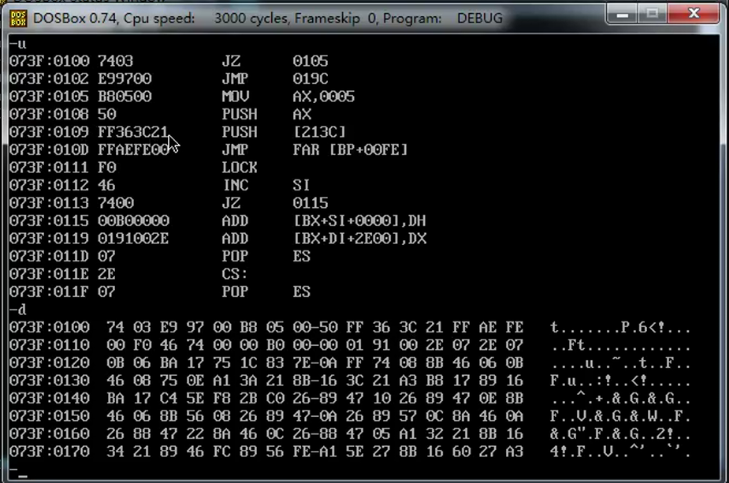 DOSBox 0.74, Cpu speed: 3000 cycles, Frameskip 0, Program: DEBUG
-u
073F:0100 7403 JZ 0105
073F:0102 E99700 JMP 019C
073F:0105 B80500 MOV AX,0005
073F:0108 50 PUSH AX
073F:0109 FF363C21 PUSH [213C]
073F:010D FFAEFE00 JMP FAR [BP+00FE]
073F:0111 F0 LOCK
073F:0112 46 INC SI
073F:0113 7400 JZ 0115
073F:0115 00B00000 ADD [BX+SI+0000],DH
073F:0119 0191002E ADD [BX+DI+2E00],DX
073F:011D 07 POP ES
073F:011E 2E CS:
073F:011F 07 POP ES
-d
073F:0100 74 03 E9 97 00 B8 05 00-50 FF 36 3C 21 FF AE FE t.......P.6<!...
073F:0110 00 F0 46 74 00 00 B0 00-00 01 91 00 2E 07 2E 07 ..Ft............
073F:0120 0B 06 BA 17 75 1C 83 7E-0A FF 74 08 8B 46 06 0B ....u..~..t..F..
073F:0130 46 08 75 0E A1 3A 21 8B-16 3C 21 A3 B8 17 89 16 F.u..:!..<!.....
073F:0140 BA 17 C4 5E F8 2B C0 26-89 47 10 26 89 47 0E 8B ...^.+.&.G.&.G..
073F:0150 46 06 8B 56 08 26 89 47-0A 26 89 57 0C 8A 46 0A F..V.&.G.&.W..F.
073F:0160 26 88 47 22 8A 46 0C 26-88 47 05 A1 32 21 8B 16 &.G".F.&.G..2!..
073F:0170 34 21 89 46 FC 89 56 FE-A1 5E 27 8B 16 60 27 A3 4!.F..V..^'..`'.
-